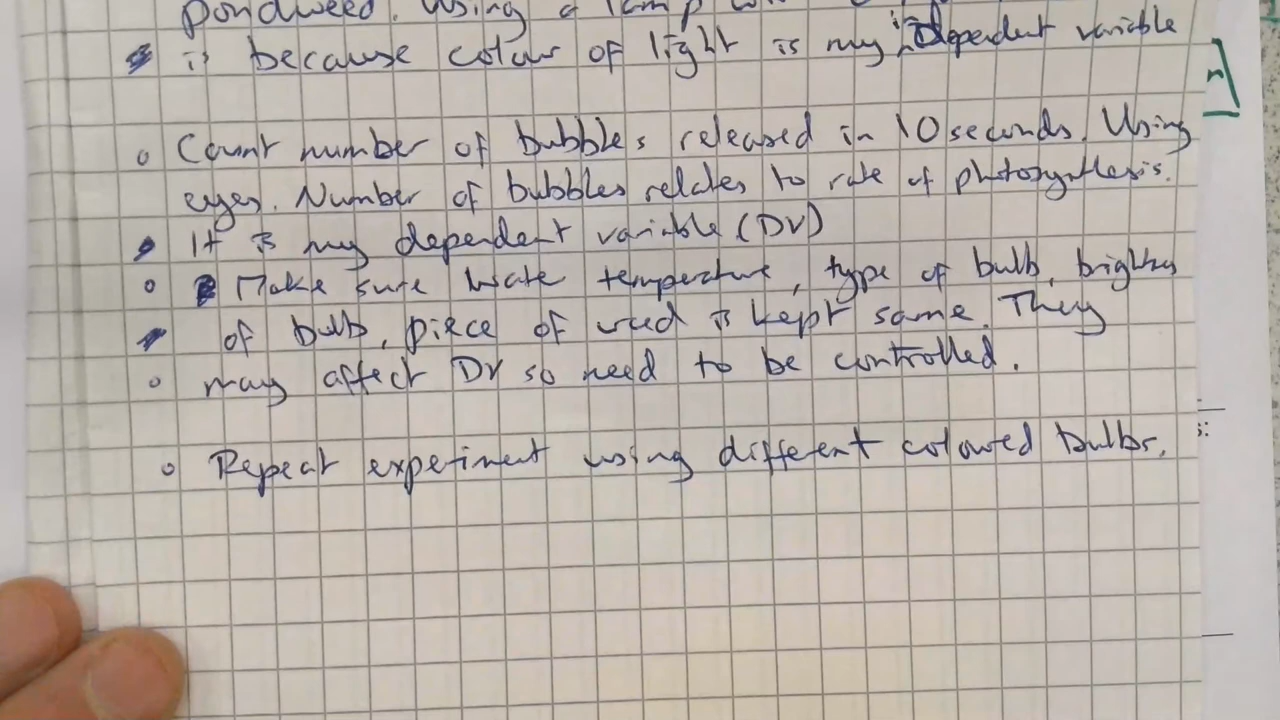 pondweed. Using a lamp
is because colour of light is my independent variable
Count number of bubbles released in 10 seconds. Using
eyes. Number of bubbles relates to rate of photosynthesis.
It is my dependent variable (DV)
Make sure wate temperature, type of bulb, brightness
of bulb, piece of weed is kept same. They
may affect DV so need to be controlled.
Repeat experiment using different coloured bulbs.